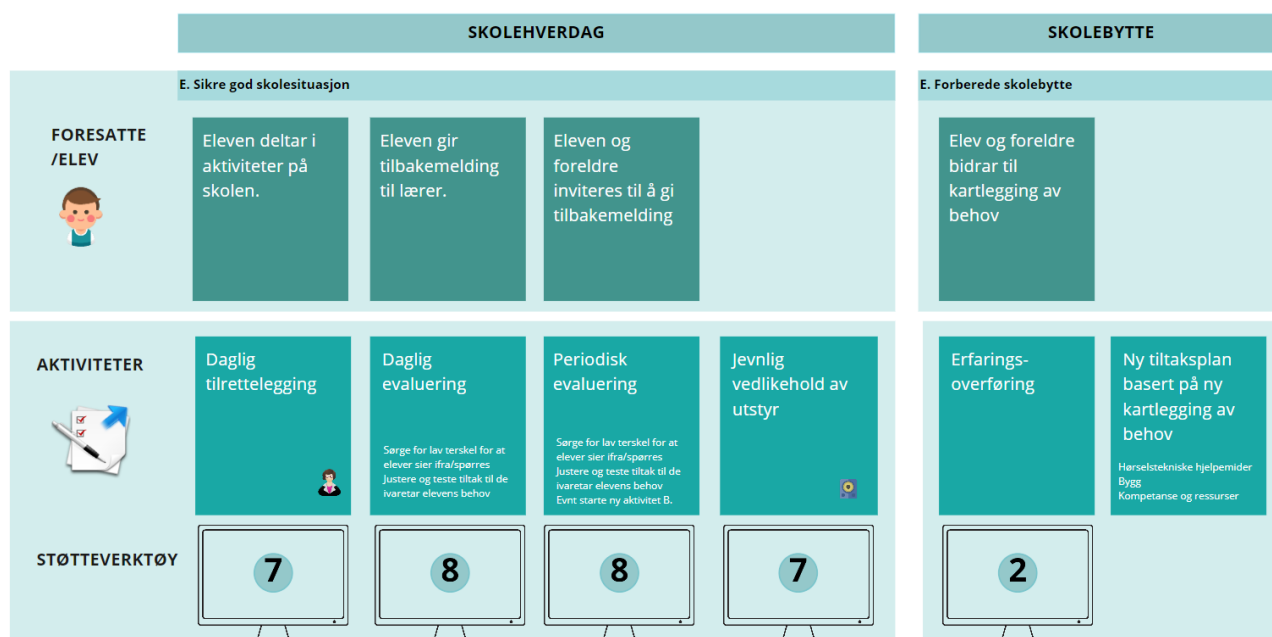 SKOLEHVERDAG
SKOLEBYTTE
E. Sikre god skolesituasjon
E. Forberede skolebytte
FORESATTE
/ELEV
Eleven deltar i
aktiviteter på
skolen.
Eleven gir
tilbakemelding
til lærer.
Eleven og
foreldre
inviteres til å gi
tilbakemelding
Elev og foreldre
bidrar til
kartlegging av
behov
AKTIVITETER
Daglig
tilrettelegging
Daglig
evaluering
Sørge for lav terskel for at
elever sier ifra/spørres
Justere og teste tiltak til de
ivaretar elevens behov
Periodisk
evaluering
Sørge for lav terskel for at
elever sier ifra/spørres
Justere og teste tiltak til de
ivaretar elevens behov
Evnt starte ny aktivitet B.
Jevnlig
vedlikehold av
utstyr
Erfarings-
overføring
Ny tiltaksplan
basert på ny
kartlegging av
behov
Hørselstekniske hjelpemider
Bygg
Kompetanse og ressurser
STØTTEVERKTØY
7
8
8
7
2